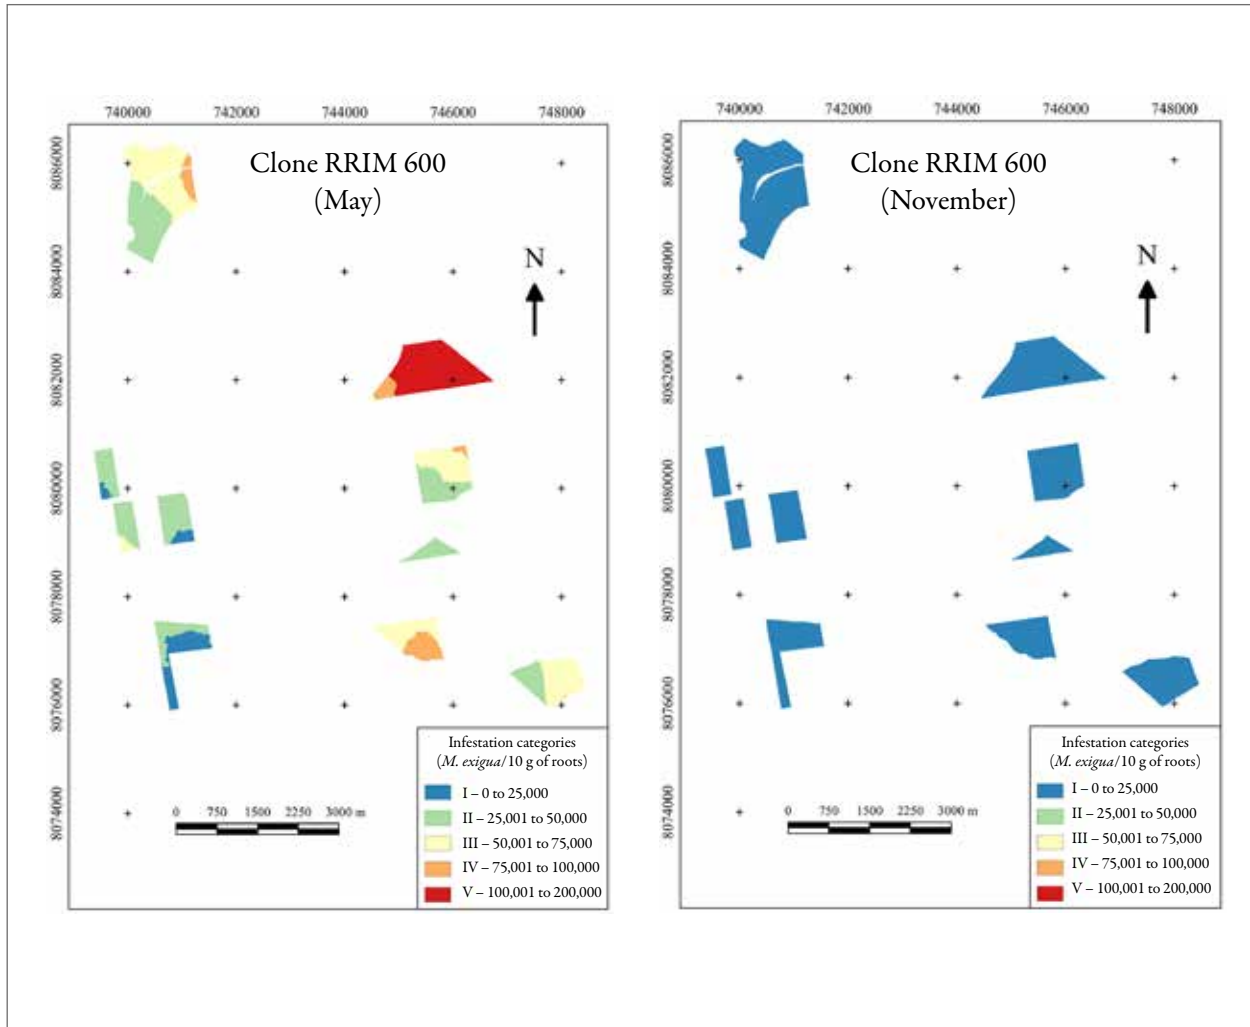 740000 742000 744000 746000 748000
Clone RRIM 600
(May)
N
8086000
8084000
8082000
8080000
8078000
8076000
8074000
Infestation categories
(M. exigua/10 g of roots)
I – 0 to 25,000
II – 25,001 to 50,000
III – 50,001 to 75,000
IV – 75,001 to 100,000
V – 100,001 to 200,000
0 750 1500 2250 3000 m
740000 742000 744000 746000 748000
Clone RRIM 600
(November)
N
8086000
8084000
8082000
8080000
8078000
8076000
8074000
Infestation categories
(M. exigua/10 g of roots)
I – 0 to 25,000
II – 25,001 to 50,000
III – 50,001 to 75,000
IV – 75,001 to 100,000
V – 100,001 to 200,000
0 750 1500 2250 3000 m